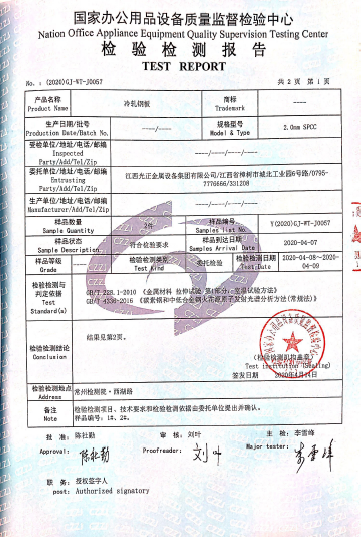 国家办公用品设备质量监督检验中心
Nation Office Appliance Equipment Quality Supervision Testing Center
检 验 检 测 报 告
TEST REPORT
No.: (2020)GJ-WT-J0057 共 2 页 第 1 页
产品名称 冷轧钢板 商标 ----
Product Name Trademark
生产日期/批号 ----/---- 规格型号 2.0mm SPCC
Production Date/Batch No. Model & Type
受检单位/地址/电话/邮编 ----/----/----/----
Inspected
Party/Add/Tel/Zip
委托单位/地址/电话/邮编 江西光正金属设备集团有限公司/江西省樟树市城北工业园6号路/0795-
Entrusting 7776666/331208
Party/Add/Tel/Zip
生产单位/地址/电话/邮编 ----/----/----/----
Manufacturer/Add/Tel/Zip
样品数量 2件 样品编号 Y(2020)GJ-WT-J0057
Sample Quantity Samples list No.
样品状态 符合检验要求 样品到达日期 2020-04-07
Sample Description Samples Arrival Date
样品等级 ---- 检验检测类别 委托检验 检验检测日期 2020-04-08~2020-
Grade Test Kind Test Date 04-09
检验检测与
判定依据 GB/T 228.1-2010 《金属材料 拉伸试验 第1部分：室温试验方法》
Test GB/T 4336-2016 《碳素钢和中低合金钢火花源原子发射光谱分析方法(常规法)》
Standard(s)
检验检测结论 结果见第2页。
Conclusion
(检验检测机构盖章)
Test institution (Sealing)
签发日期 2020年4月14日
检验检测地点 常州检测院·西湖路
Address
备注 检验检测项目、技术要求和检验检测依据由委托单位提出并确认。
Note 样品编号：1#、2#。
批 准： 陈社勤 审 核： 刘叶 主 检： 李雪峰
Approval: 陈社勤 Proofreader: 刘叶 Major tester: 李雪峰
职 务： 授权签字人
post: Authorized signatory